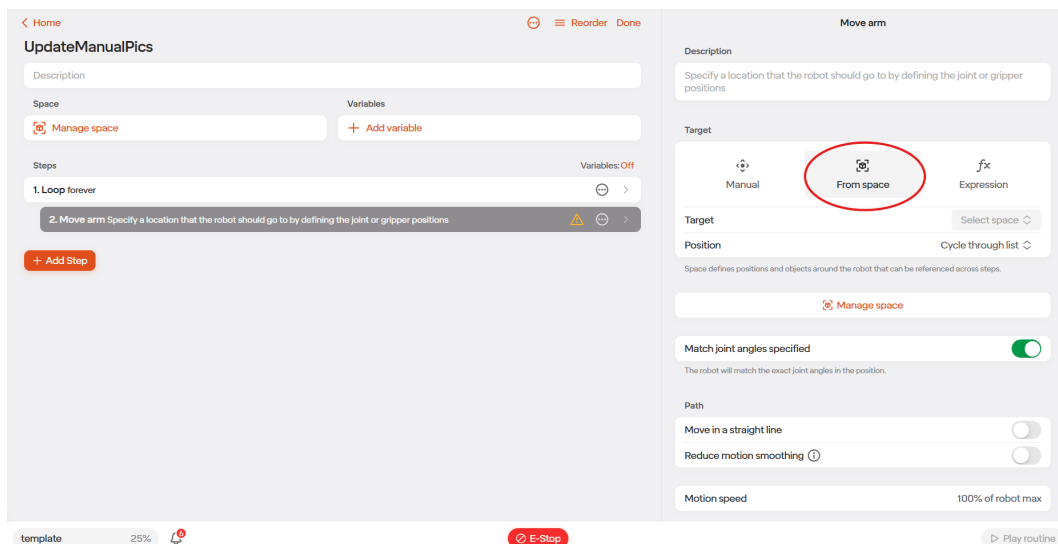 Home
Reorder Done
UpdateManualPics
Description
Space
Variables
Manage space
+ Add variable
Steps
Variables: Off
1. Loop forever
2. Move arm Specify a location that the robot should go to by defining the joint or gripper positions
+ Add Step
Move arm
Description
Specify a location that the robot should go to by defining the joint or gripper
positions
Target
Manual
From space
fx
Expression
Target
Select space
Position
Cycle through list
Space defines positions and objects around the robot that can be referenced across steps.
Manage space
Match joint angles specified
The robot will match the exact joint angles in the position.
Path
Move in a straight line
Reduce motion smoothing
Motion speed
100% of robot max
template
25%
6
E-Stop
Play routine